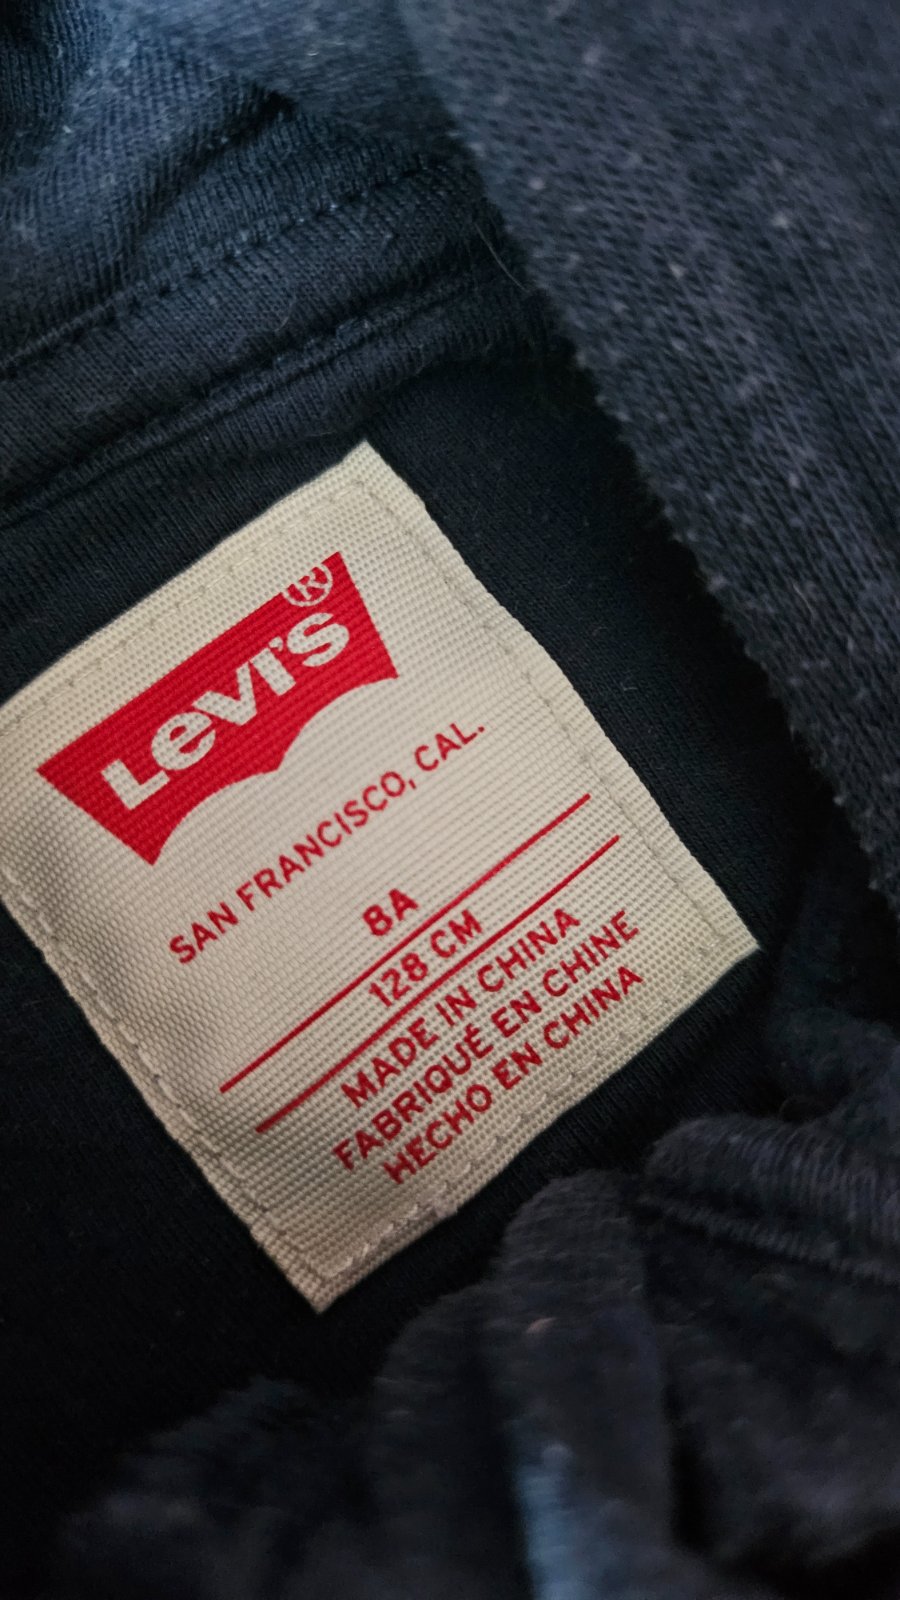 Levi's®
SAN FRANCISCO, CAL.
8A
128 CM
MADE IN CHINA
FABRIQUÉ EN CHINE
HECHO EN CHINA